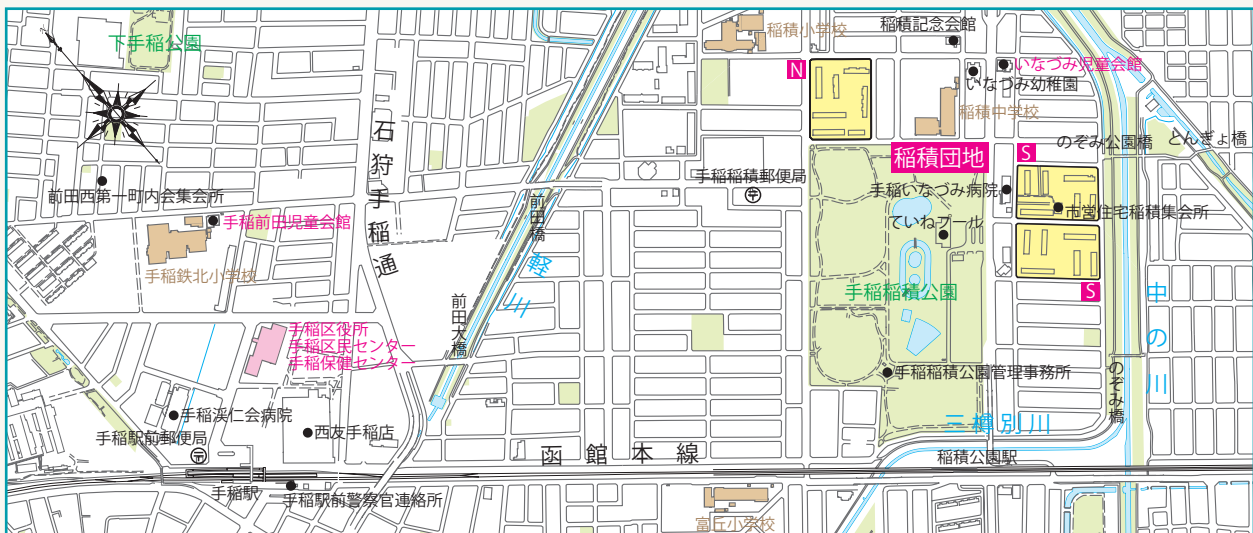 下手稲公園
稲積小学校
稲積記念会館
いなづみ児童会館
いなづみ幼稚園
N
稲積中学校
石狩手稲通
稲積団地
S
のぞみ公園橋
とんぎょ橋
手稲稲積郵便局
手稲いなづみ病院
前田西第一町内会集会所
前田橋
市営住宅稲積集会所
手稲前田児童会館
ていねプール
手稲鉄北小学校
軽川
手稲稲積公園
S
中の川
前田大橋
手稲区役所
手稲区民センター
手稲保健センター
手稲稲積公園管理事務所
のぞみ橋
手稲渓仁会病院
西友手稲店
三樽別川
手稲駅前郵便局
函館本線
稲積公園駅
手稲駅
手稲駅前警察官連絡所
富丘小学校